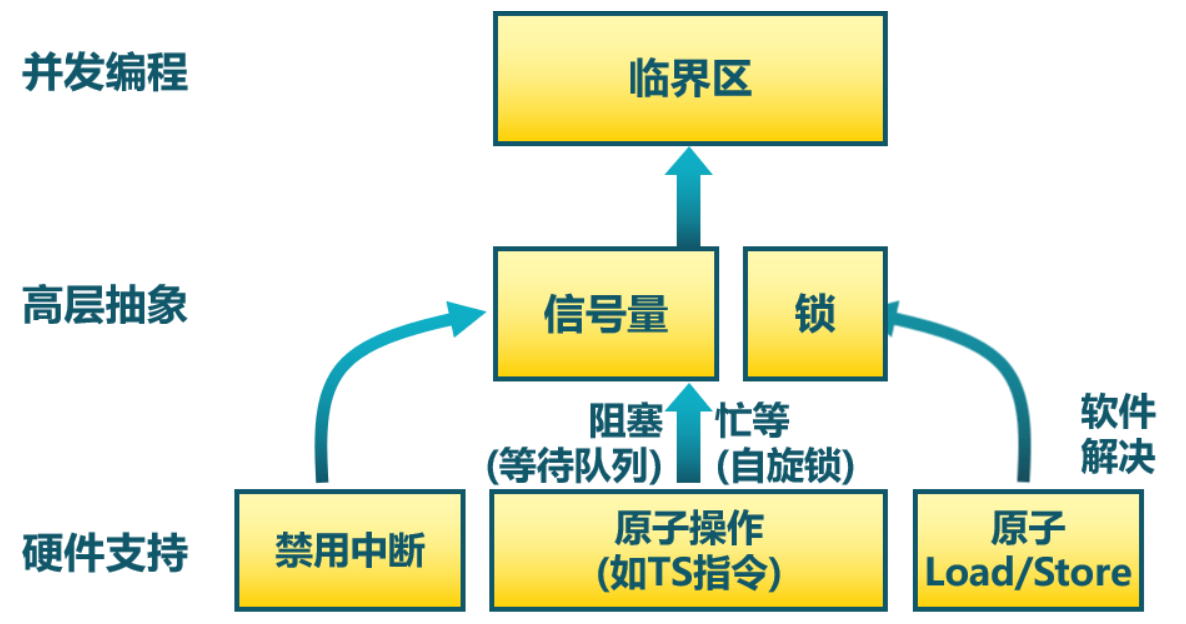 并发编程
临界区
高层抽象
信号量
锁
阻塞
(等待队列)
忙等
(自旋锁)
软件
解决
硬件支持
禁用中断
原子操作
(如TS指令)
原子
Load/Store